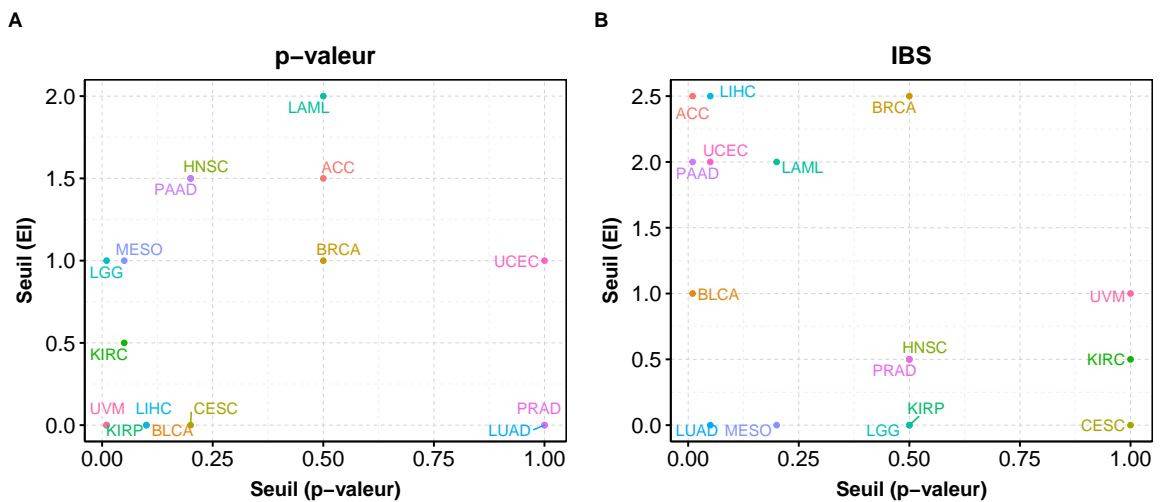 A
p−valeur
2.0
1.5
1.0
0.5
0.0
LAML
HNSC
PAAD
ACC
MESO
LGG
BRCA
UCEC
KIRC
UVM
LIHC
CESC
PRAD
KIRP
BLCA
LUAD
0.00 0.25 0.50 0.75 1.00
Seuil (p−valeur)
Seuil (EI)
B
IBS
2.5
2.0
1.5
1.0
0.5
0.0
LIHC
ACC
BRCA
UCEC
PAAD
LAML
BLCA
UVM
HNSC
PRAD
KIRC
KIRP
LUAD
MESO
LGG
CESC
0.00 0.25 0.50 0.75 1.00
Seuil (p−valeur)
Seuil (EI)